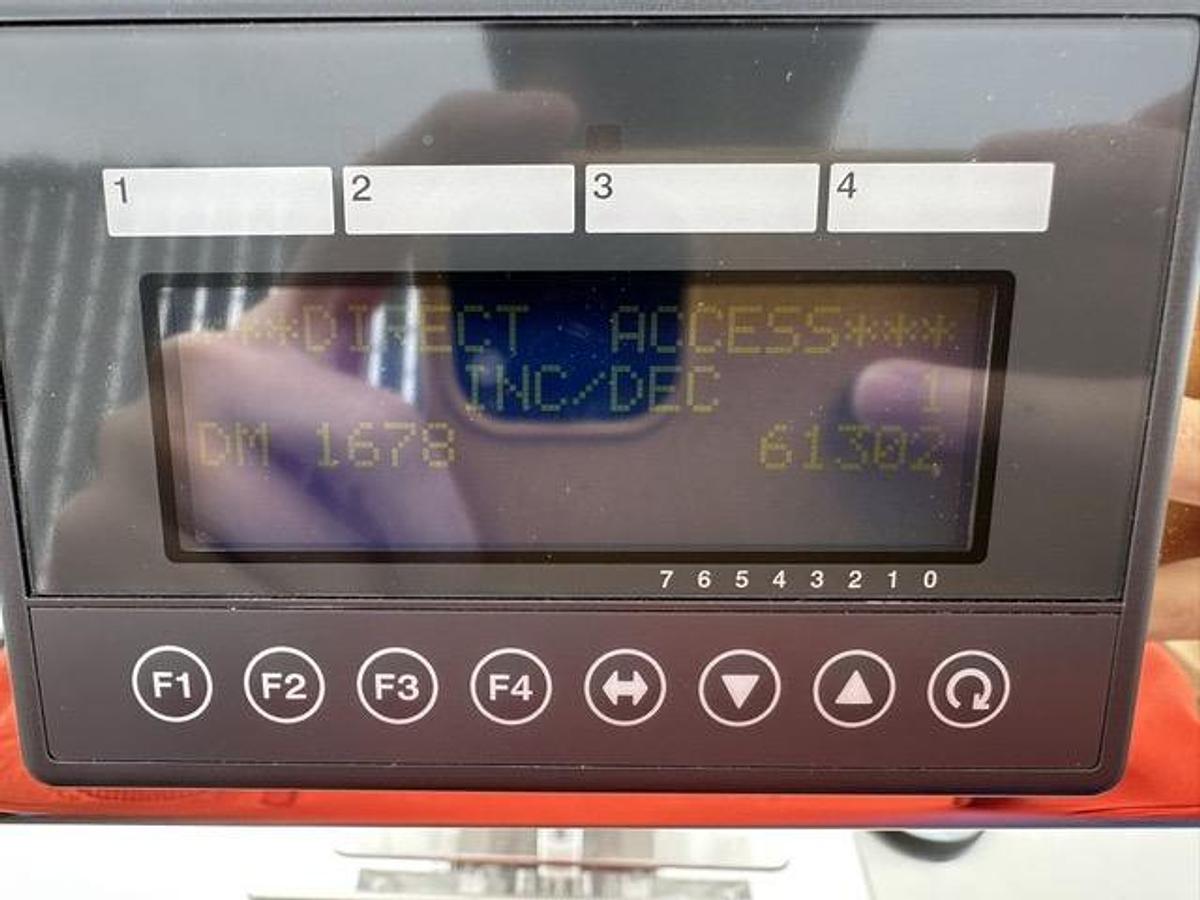 1 2 3 4
***DIRECT ACCESS***
INC/DEC 1
DM 1678 61302
7 6 5 4 3 2 1 0
F1 F2 F3 F4